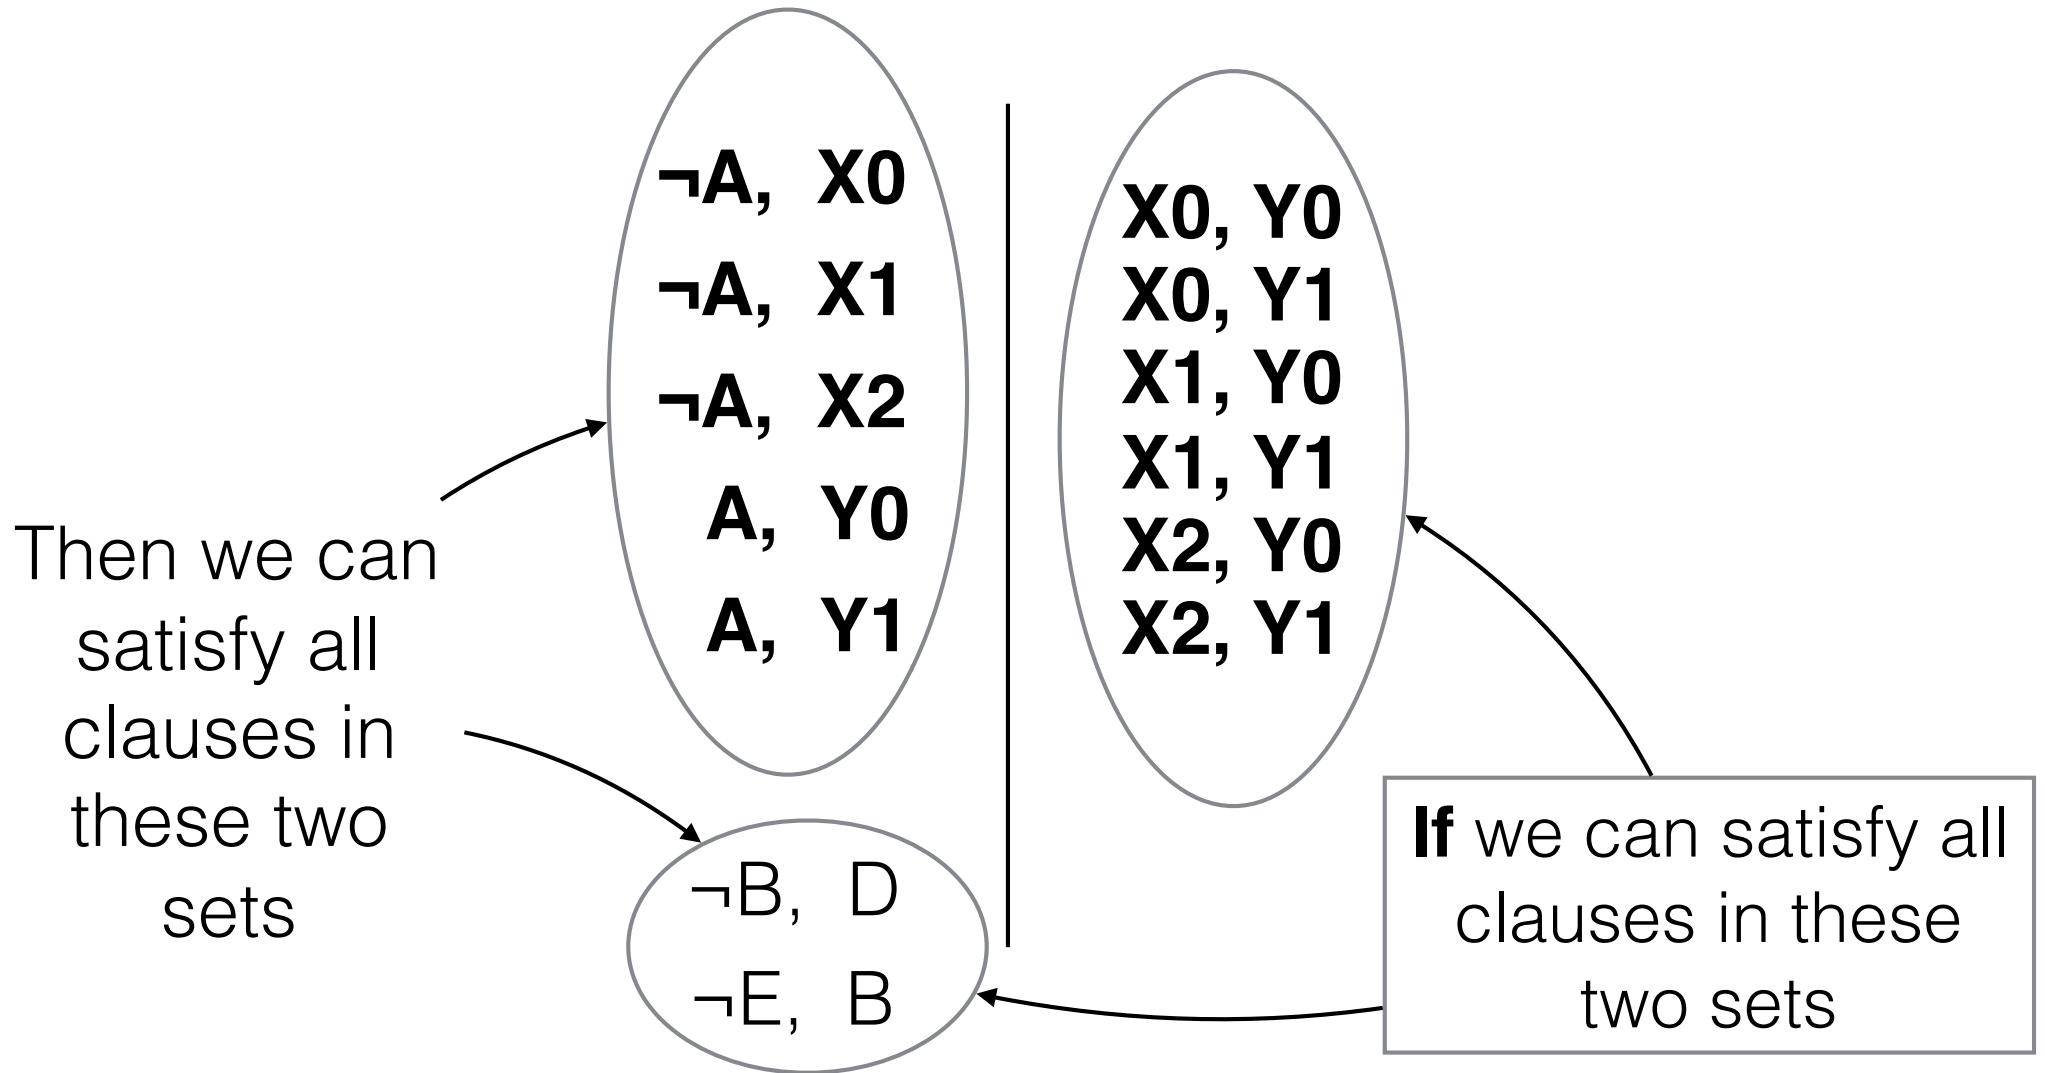 ¬A, X0
¬A, X1
¬A, X2
A, Y0
A, Y1
X0, Y0
X0, Y1
X1, Y0
X1, Y1
X2, Y0
X2, Y1
Then we can
satisfy all
clauses in
these two
sets
¬B, D
¬E, B
If we can satisfy all
clauses in these
two sets